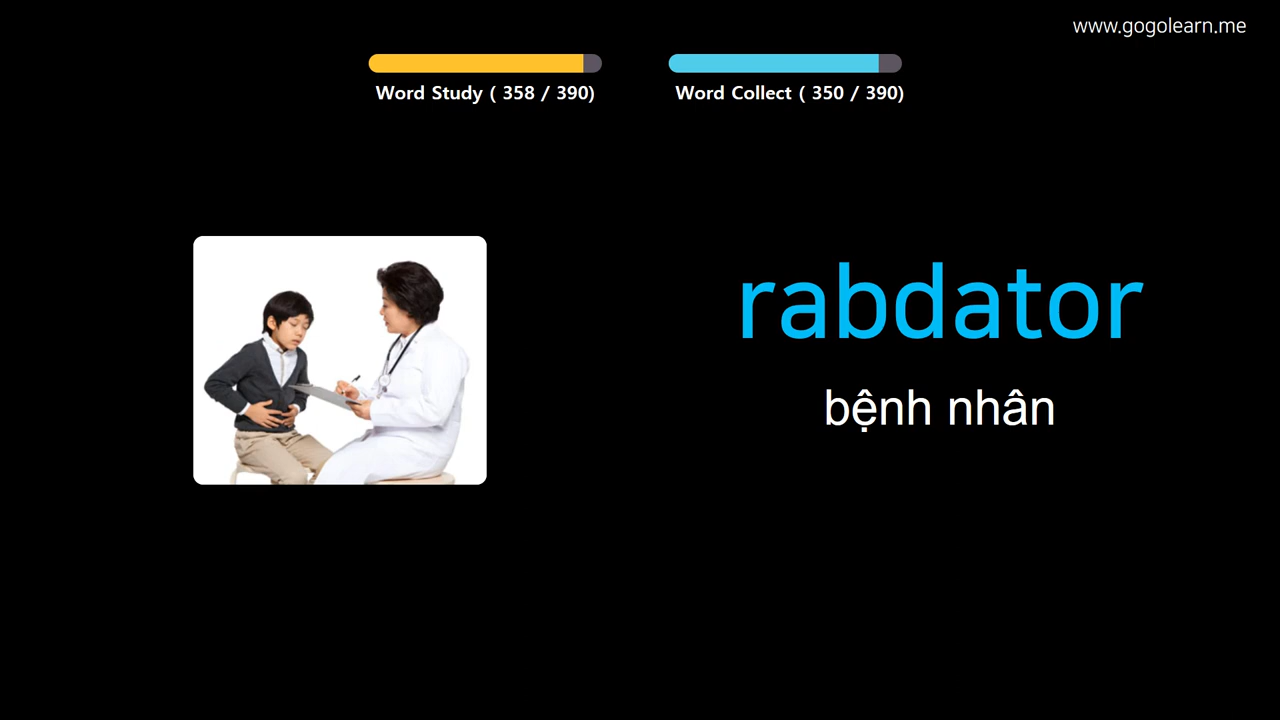 www.gogolearn.me
Word Study ( 358 / 390)
Word Collect ( 350 / 390)
rabdator
bệnh nhân